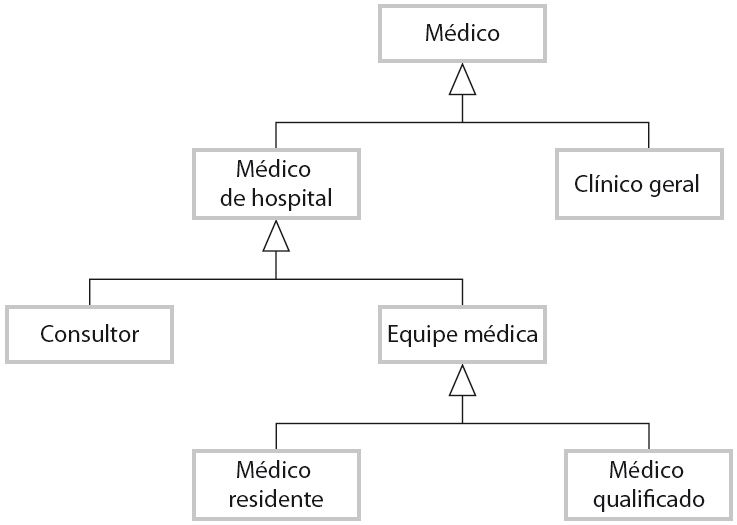 Médico
Médico
de hospital
Clínico geral
Consultor
Equipe médica
Médico
residente
Médico
qualificado